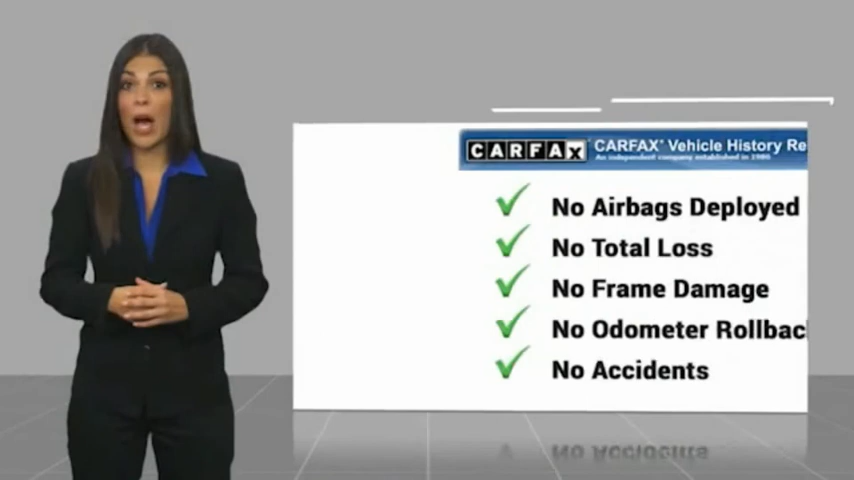 CARFAX CARFAX® Vehicle History Re
An independent company established in 1986
No Airbags Deployed
No Total Loss
No Frame Damage
No Odometer Rollbac
No Accidents